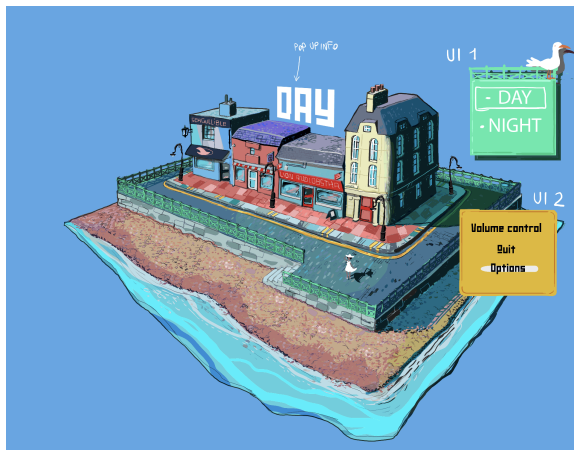 POP UP INFO
DAY
UI 1
- DAY
- NIGHT
UI 2
Volume control
Quit
Options